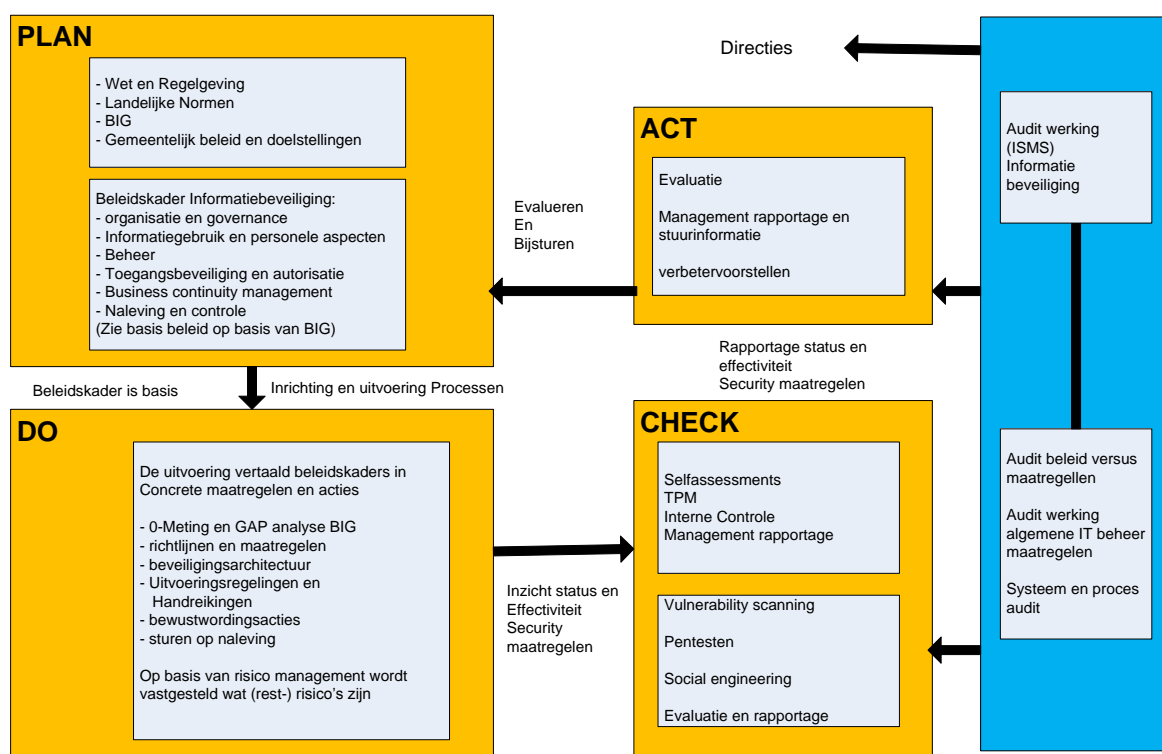 PLAN
- Wet en Regelgeving
- Landelijke Normen
- BIG
- Gemeentelijk beleid en doelstellingen
Beleidskader Informatiebeveiliging:
- organisatie en governance
- Informatiegebruik en personele aspecten
- Beheer
- Toegangsbeveiliging en autorisatie
- Business continuity management
- Naleving en controle
(Zie basis beleid op basis van BIG)
Evalueren
En
Bijsturen
Directies
ACT
Evaluatie
Management rapportage en
stuurinformatie
verbetervoorstellen
Audit werking
(ISMS)
Informatie
beveiliging
Beleidskader is basis
Inrichting en uitvoering Processen
Rapportage status en
effectiviteit
Security maatregelen
DO
De uitvoering vertaald beleidskaders in
Concrete maatregelen en acties
- 0-Meting en GAP analyse BIG
- richtlijnen en maatregelen
- beveiligingsarchitectuur
- Uitvoeringsregelingen en
Handreikingen
- bewustwordingsacties
- sturen op naleving
Op basis van risico management wordt
vastgesteld wat (rest-) risico's zijn
Inzicht status en
Effectiviteit
Security
maatregelen
CHECK
Selfassessments
TPM
Interne Controle
Management rapportage
Vulnerability scanning
Pentesten
Social engineering
Evaluatie en rapportage
Audit beleid versus
maatregellen
Audit werking
algemene IT beheer
maatregelen
Systeem en proces
audit